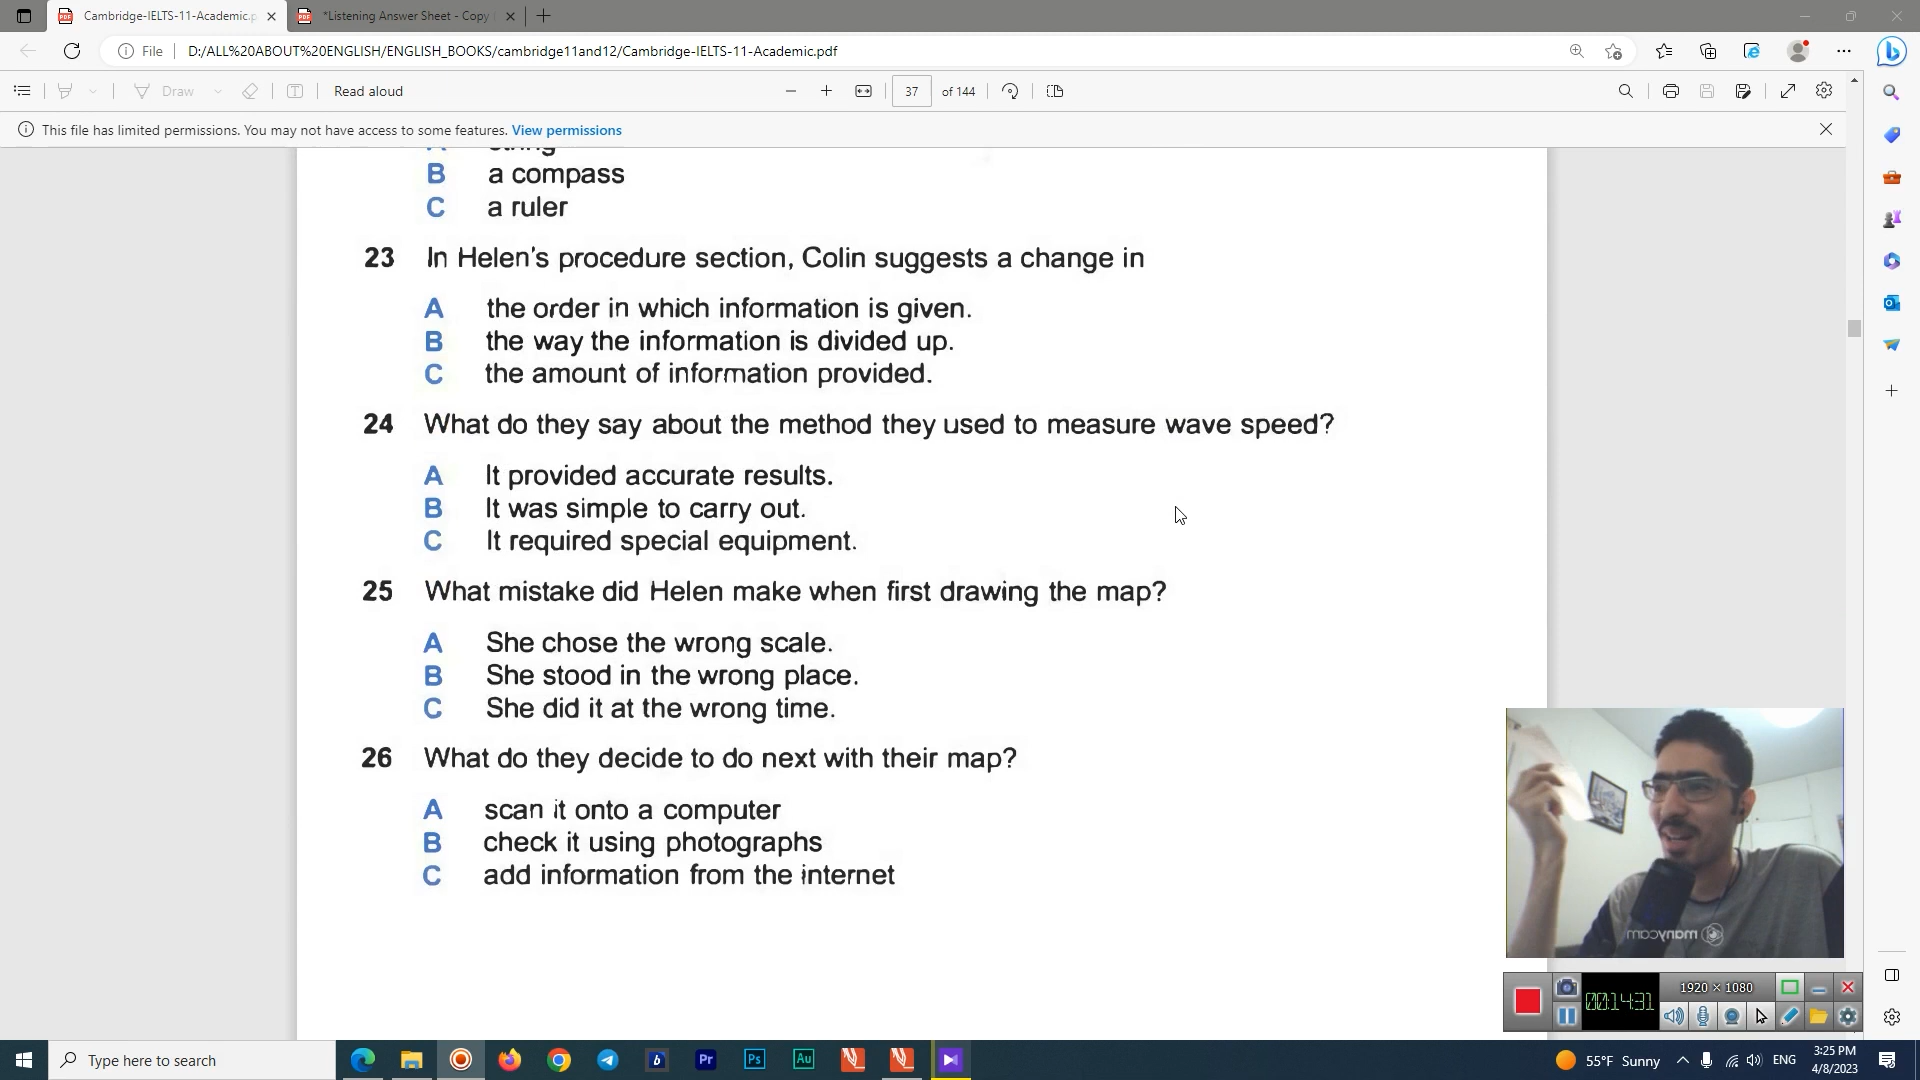 Cambridge-IELTS-11-Academic.p
*Listening Answer Sheet - Copy
File
D:/ALL%20ABOUT%20ENGLISH/ENGLISH_BOOKS/cambridge11and12/Cambridge-IELTS-11-Academic.pdf
Draw
Read aloud
37 of 144
This file has limited permissions. You may not have access to some features. View permissions
A string
B a compass
C a ruler
23 In Helen's procedure section, Colin suggests a change in
A the order in which information is given.
B the way the information is divided up.
C the amount of information provided.
24 What do they say about the method they used to measure wave speed?
A It provided accurate results.
B It was simple to carry out.
C It required special equipment.
25 What mistake did Helen make when first drawing the map?
A She chose the wrong scale.
B She stood in the wrong place.
C She did it at the wrong time.
26 What do they decide to do next with their map?
A scan it onto a computer
B check it using photographs
C add information from the internet
manycam
1920 × 1080
00:14:31
Type here to search
b
Pr
Ps
Au
55°F Sunny
ENG
3:25 PM
4/8/2023